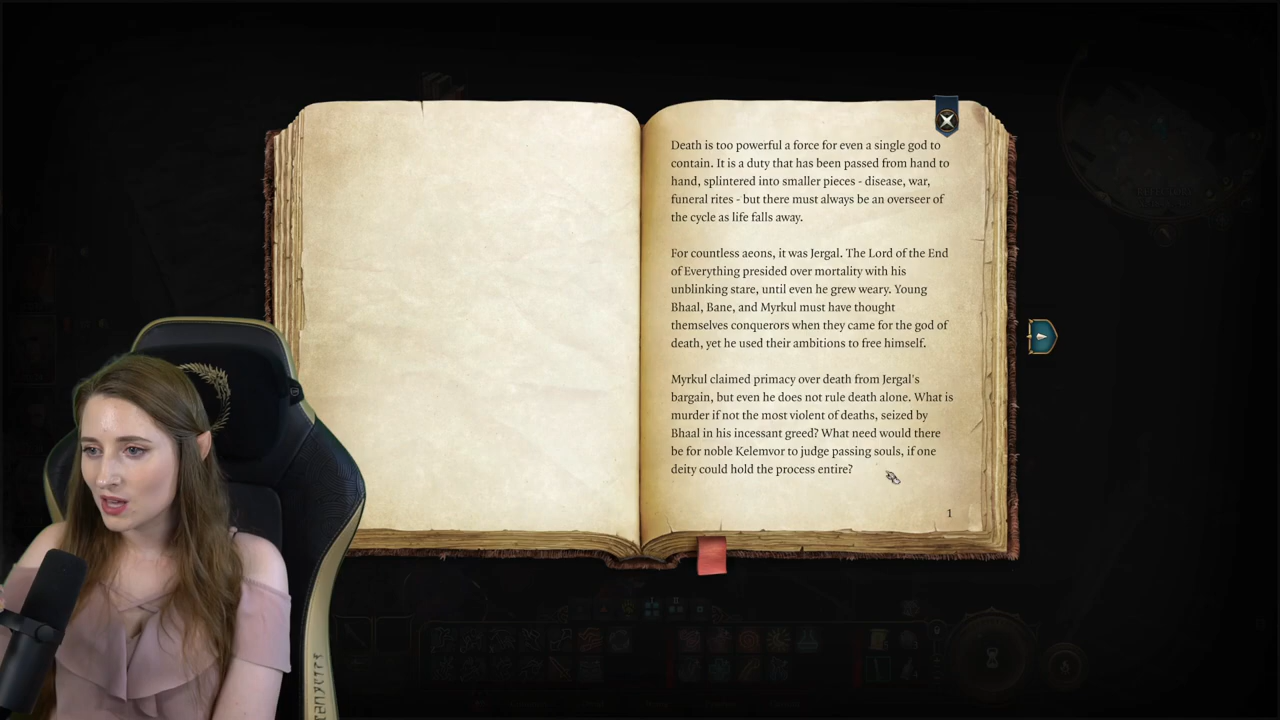 Death is too powerful a force for even a single god to
contain. It is a duty that has been passed from hand to
hand, splintered into smaller pieces - disease, war,
funeral rites - but there must always be an overseer of
the cycle as life falls away.
For countless aeons, it was Jergal. The Lord of the End
of Everything presided over mortality with his
unblinking stare, until even he grew weary. Young
Bhaal, Bane, and Myrkul must have thought
themselves conquerors when they came for the god of
death, yet he used their ambitions to free himself.
Myrkul claimed primacy over death from Jergal's
bargain, but even he does not rule death alone. What is
murder if not the most violent of deaths, seized by
Bhaal in his incessant greed? What need would there
be for noble Kelemvor to judge passing souls, if one
deity could hold the process entire?
1